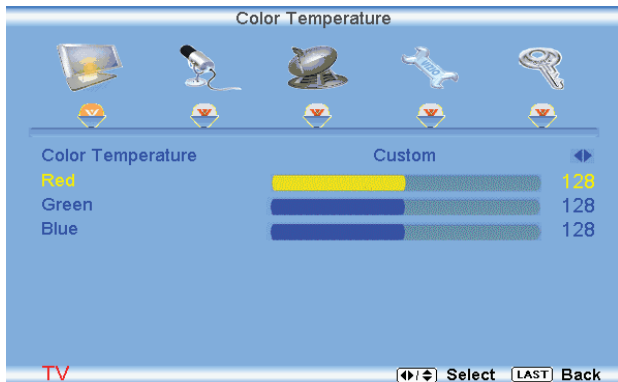 Color Temperature
Color Temperature Custom
Red 128
Green 128
Blue 128
TV Select LAST Back